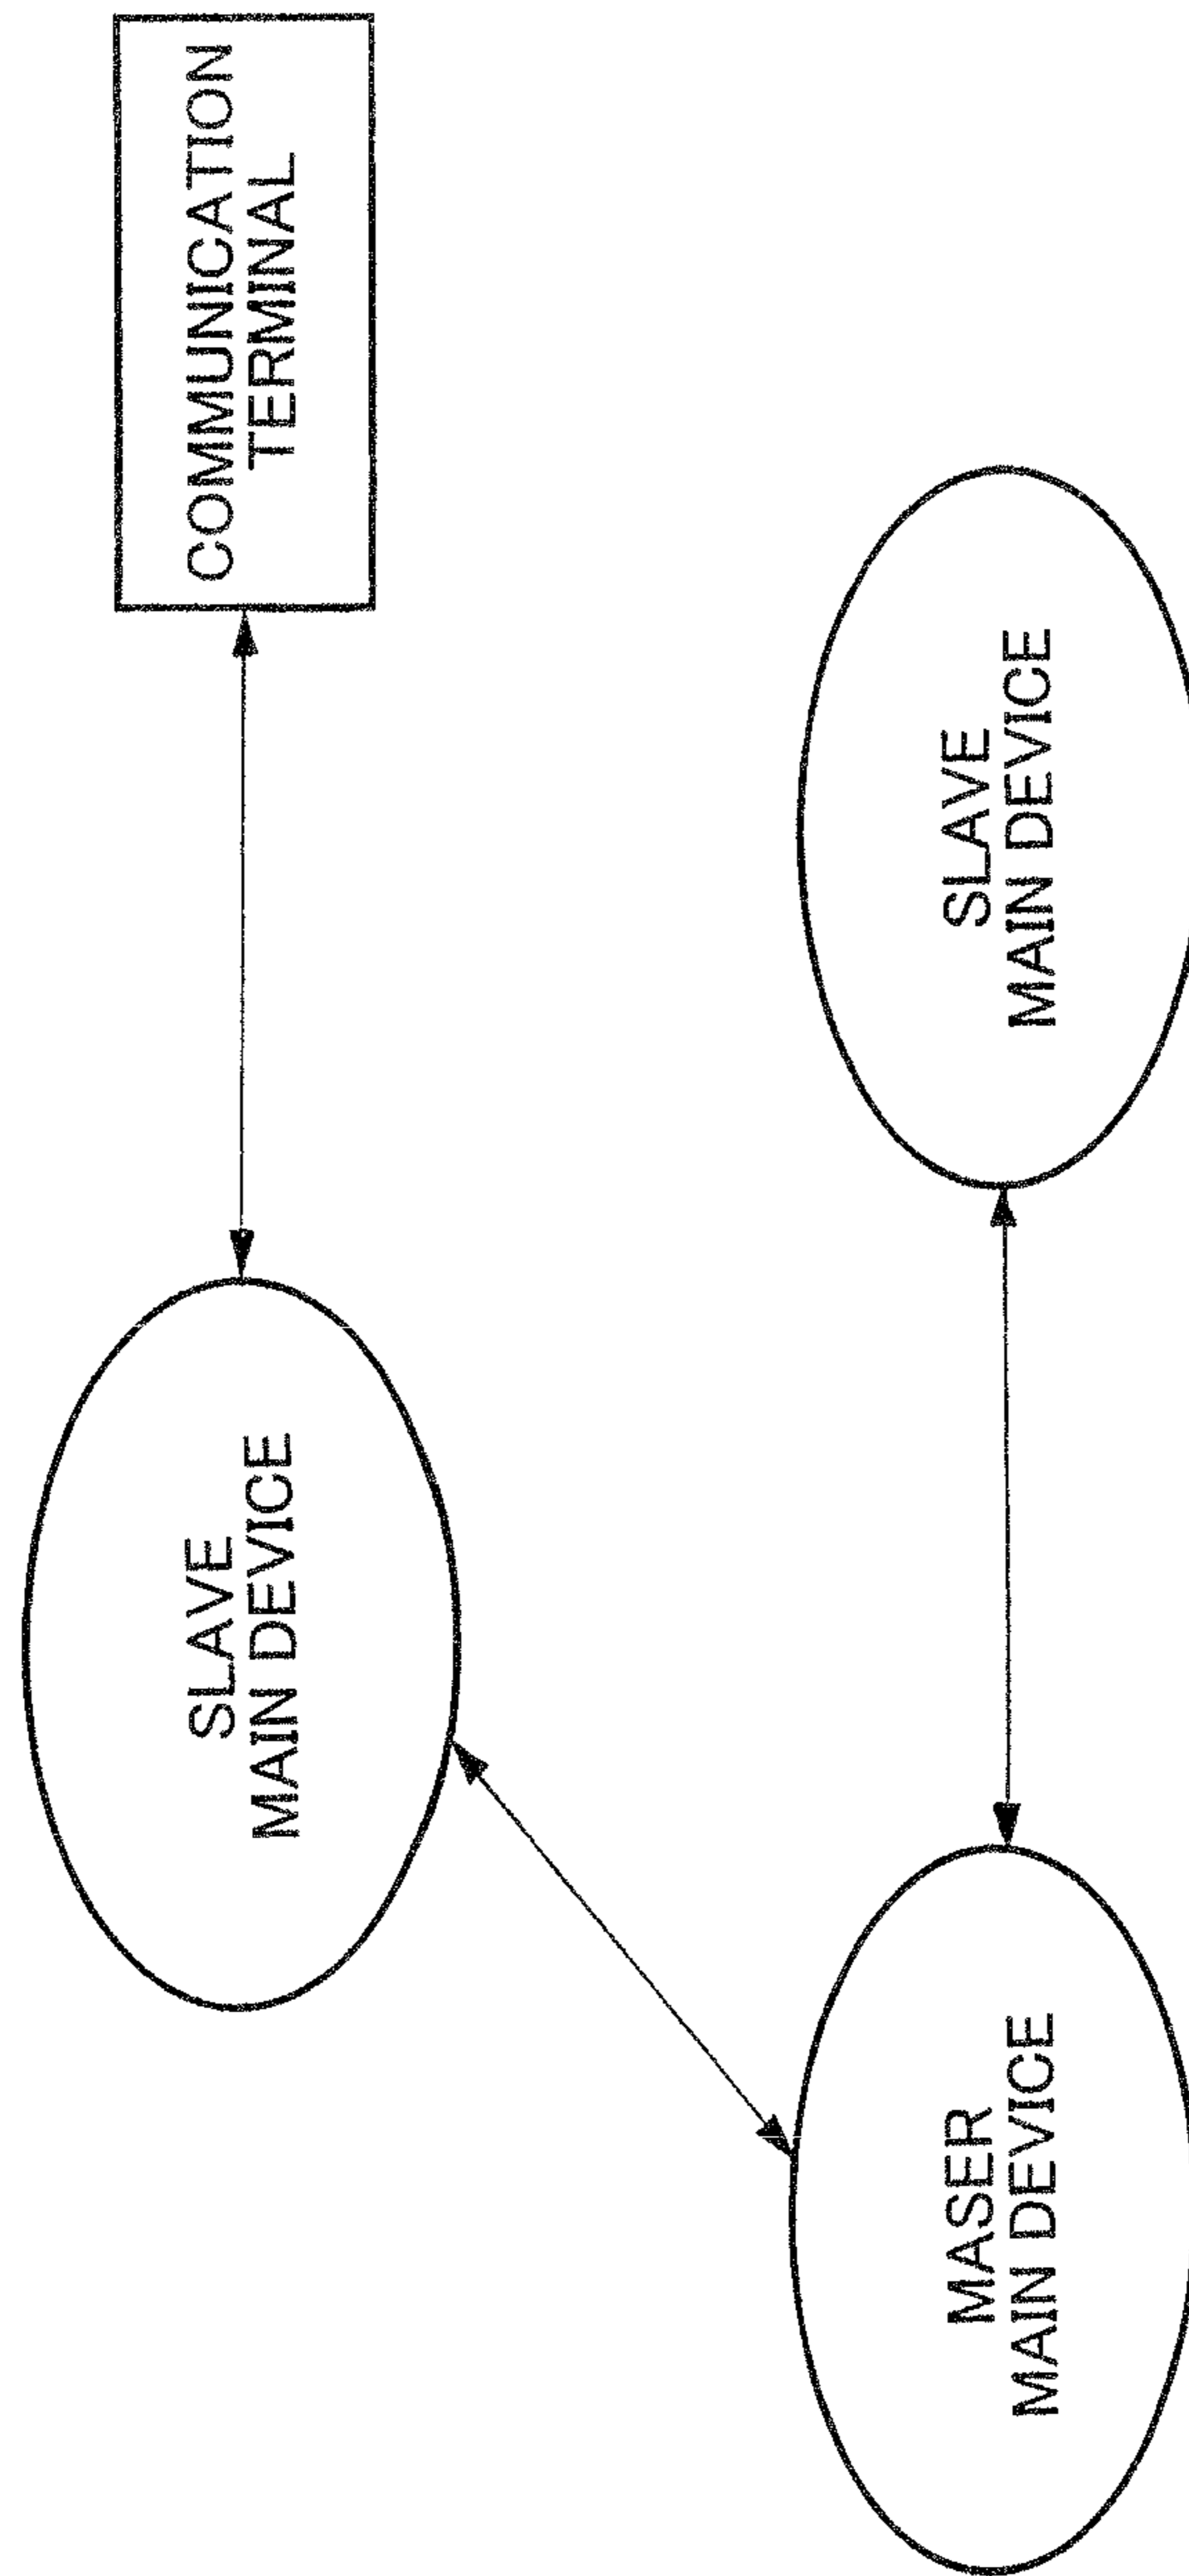 SLAVE
MAIN DEVICE
COMMUNICATION
TERMINAL
MASER
MAIN DEVICE
SLAVE
MAIN DEVICE